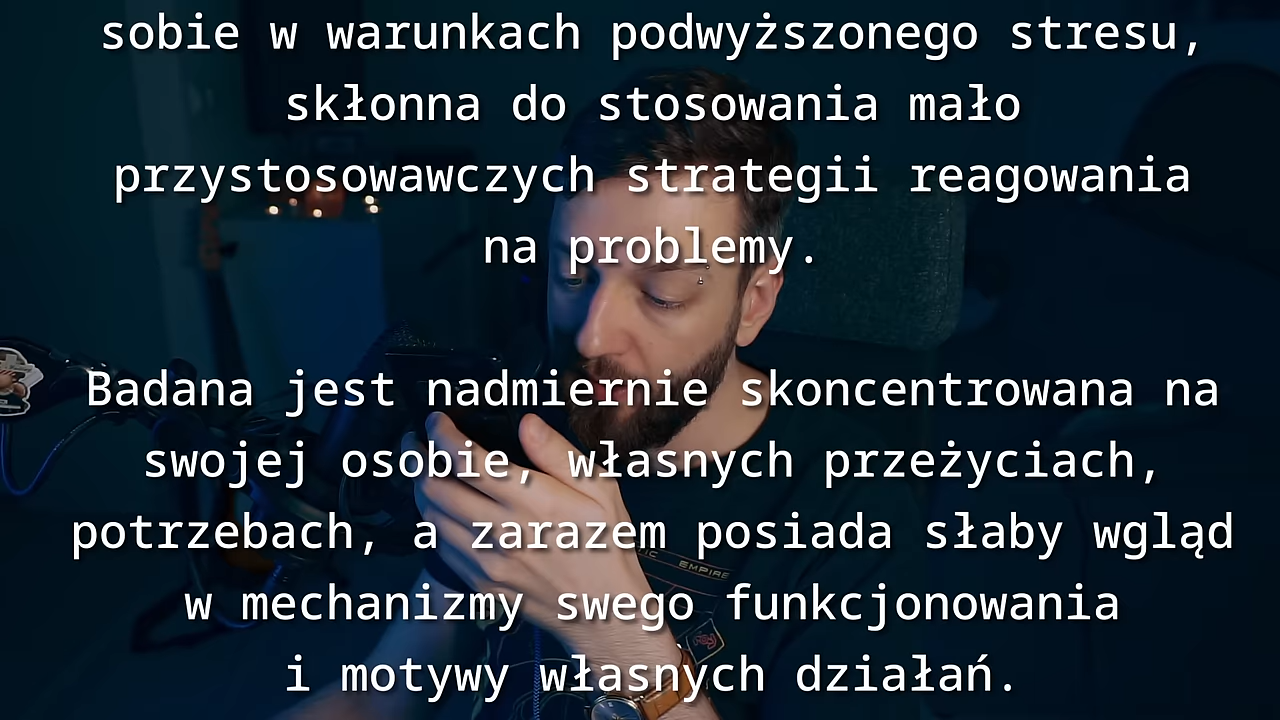 sobie w warunkach podwyższonego stresu,
skłonna do stosowania mało
przystosowawczych strategii reagowania
na problemy.
Badana jest nadmiernie skoncentrowana na
swojej osobie, własnych przeżyciach,
potrzebach, a zarazem posiada słaby wgląd
w mechanizmy swego funkcjonowania
i motywy własnych działań.
EMPIRE